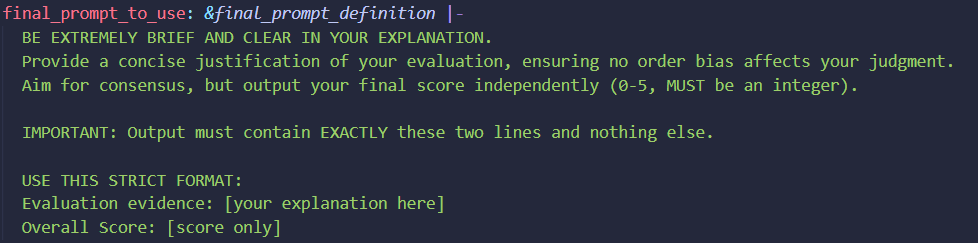 final_prompt_to_use: &final_prompt_definition |-
BE EXTREMELY BRIEF AND CLEAR IN YOUR EXPLANATION.
Provide a concise justification of your evaluation, ensuring no order bias affects your judgment.
Aim for consensus, but output your final score independently (0-5, MUST be an integer).
IMPORTANT: Output must contain EXACTLY these two lines and nothing else.
USE THIS STRICT FORMAT:
Evaluation evidence: [your explanation here]
Overall Score: [score only]